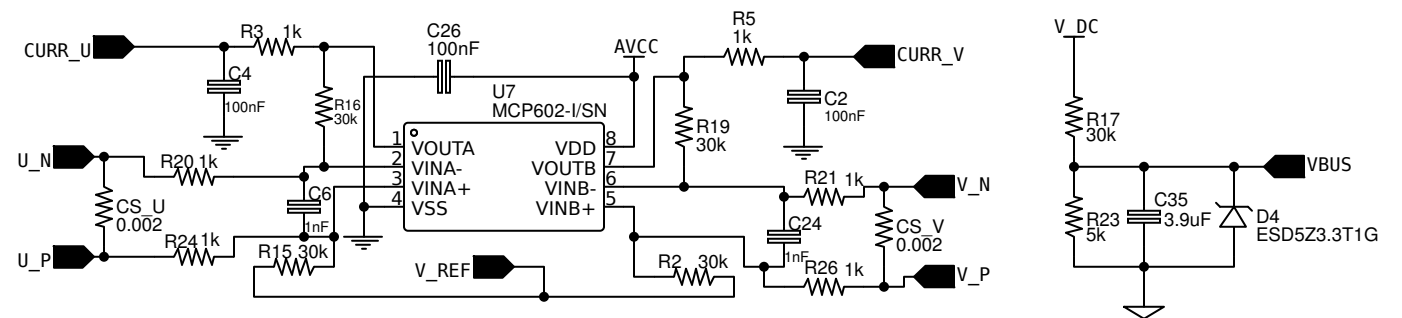 CURR_U
R3 1k
C4
100nF
R16
30k
C26
100nF
AVCC
R5
1k
CURR_V
C2
100nF
R19
30k
U7
MCP602-I/SN
1 VOUTA
2 VINA-
3 VINA+
4 VSS
VDD 8
VOUTB 7
VINB- 6
VINB+ 5
U_N
R20 1k
CS_U
0.002
C6
1nF
U_P
R24 1k
R15 30k
V_REF
R2 30k
R21 1k
V_N
C24
1nF
CS_V
0.002
R26 1k
V_P
V_DC
R17
30k
VBUS
R23
5k
C35
3.9uF
D4
ESD5Z3.3T1G